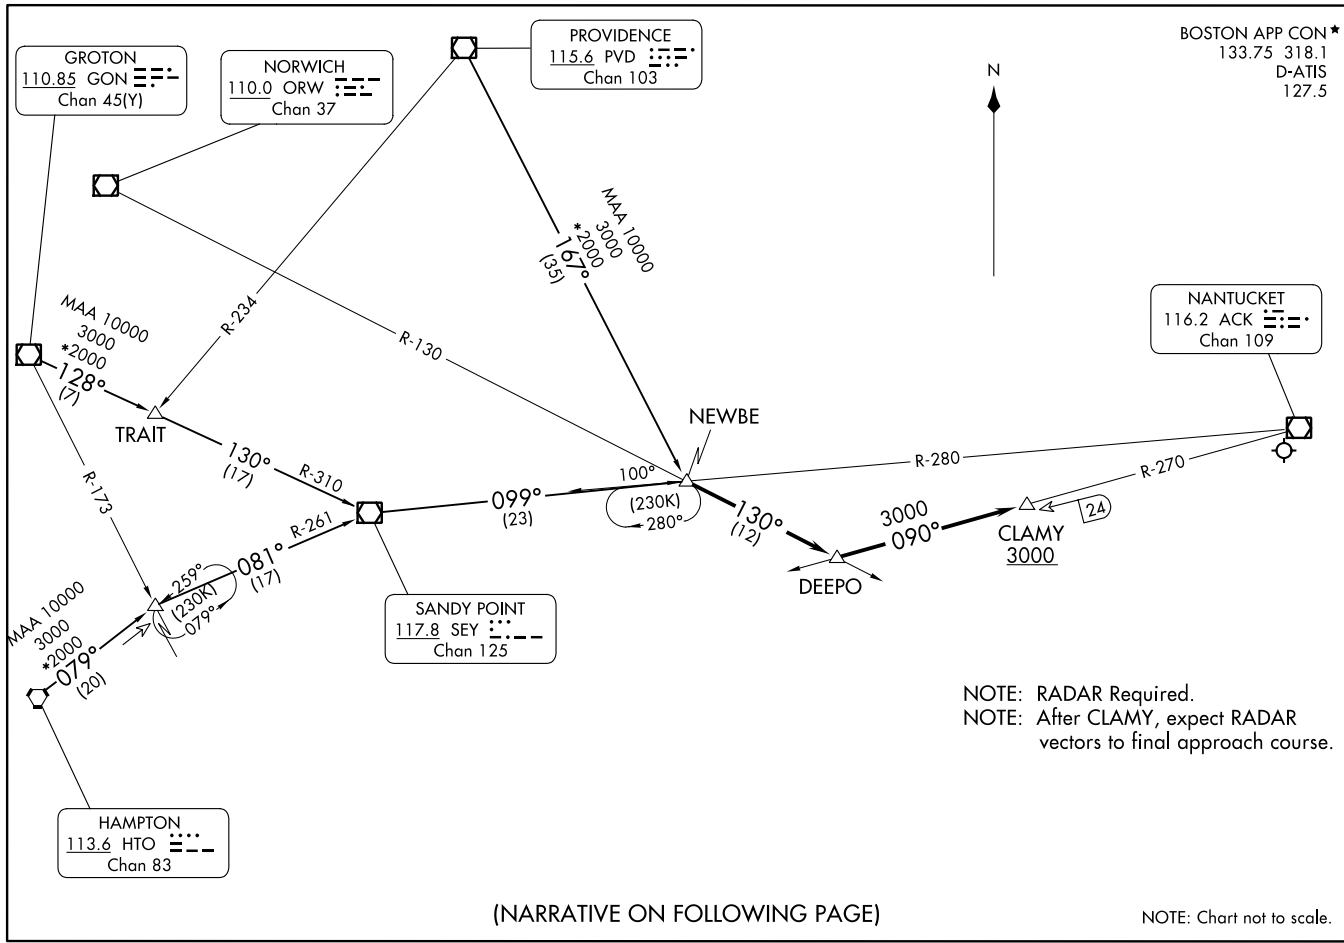 BOSTON APP CON★
133.75 318.1
D-ATIS
127.5
GROTON
110.85 GON
Chan 45(Y)
NORWICH
110.0 ORW
Chan 37
PROVIDENCE
115.6 PVD
Chan 103
N
NANTUCKET
116.2 ACK
Chan 109
MAA 10000
3000
*2000
167°
(35)
R-234
R-130
MAA 10000
3000
*2000
128°
(7)
TRAIT
130°
(17)
R-310
R-173
NEWBE
R-280
R-270
24
099°
(23)
100°
(230K)
280°
130°
(12)
3000
090°
CLAMY
3000
DEEPO
R-261
081°
(17)
259°
(230K)
079°
MAA 10000
3000
*2000
079°
(20)
SANDY POINT
117.8 SEY
Chan 125
NOTE: RADAR Required.
NOTE: After CLAMY, expect RADAR
vectors to final approach course.
HAMPTON
113.6 HTO
Chan 83
(NARRATIVE ON FOLLOWING PAGE)
NOTE: Chart not to scale.